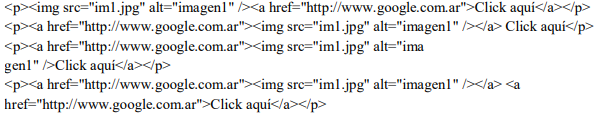 <p><img src="im1.jpg" alt="imagen1" /><a href="http://www.google.com.ar">Click aquí</a></p>
<p><a href="http://www.google.com.ar"><img src="im1.jpg" alt="imagen1" /></a> Click aquí</p>
<p><a href="http://www.google.com.ar"><img src="im1.jpg" alt="ima
gen1" />Click aquí</a></p>
<p><a href="http://www.google.com.ar"><img src="im1.jpg" alt="imagen1" /></a> <a
href="http://www.google.com.ar">Click aquí</a></p>